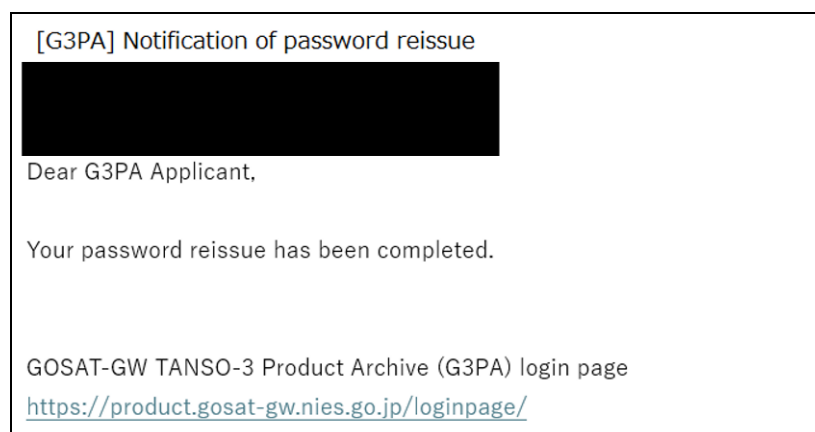 [G3PA] Notification of password reissue
Dear G3PA Applicant,
Your password reissue has been completed.
GOSAT-GW TANSO-3 Product Archive (G3PA) login page
https://product.gosat-gw.nies.go.jp/loginpage/